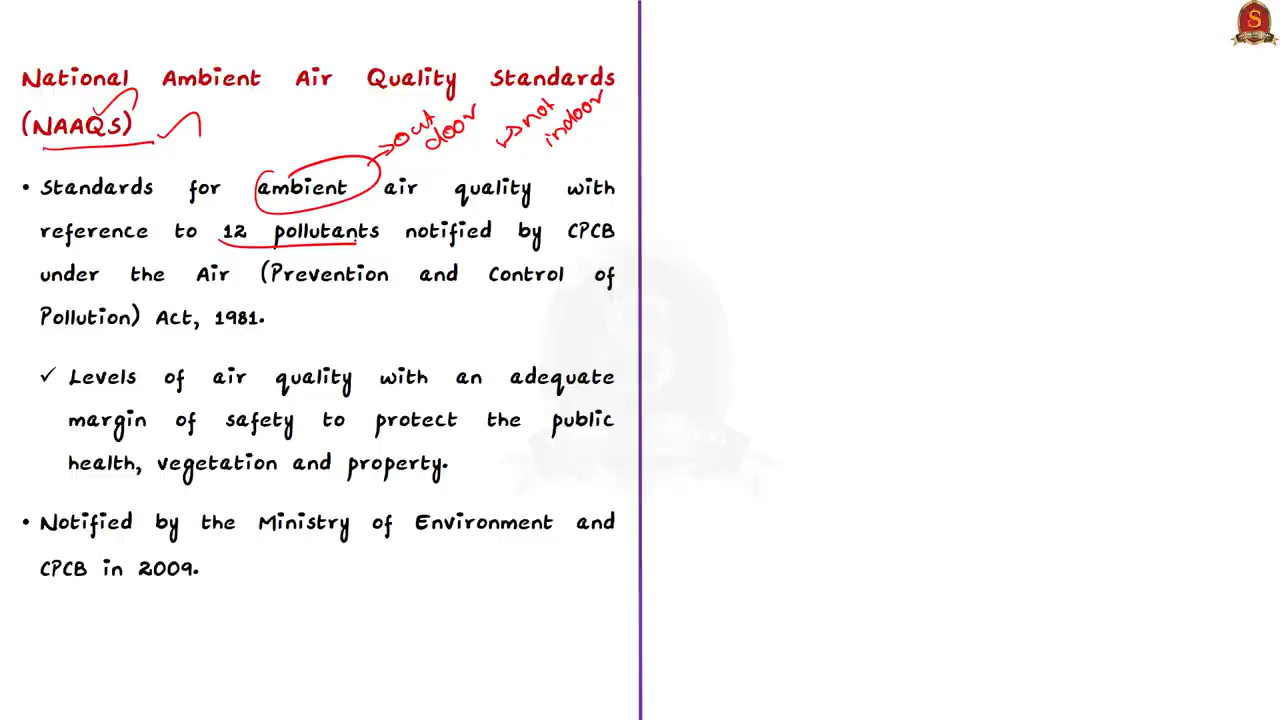 National Ambient Air Quality Standards
(NAAQS)
outdoor
not indoor
• Standards for ambient air quality with
reference to 12 pollutants notified by CPCB
under the Air (Prevention and Control of
Pollution) Act, 1981.
✓ Levels of air quality with an adequate
margin of safety to protect the public
health, vegetation and property.
• Notified by the Ministry of Environment and
CPCB in 2009.